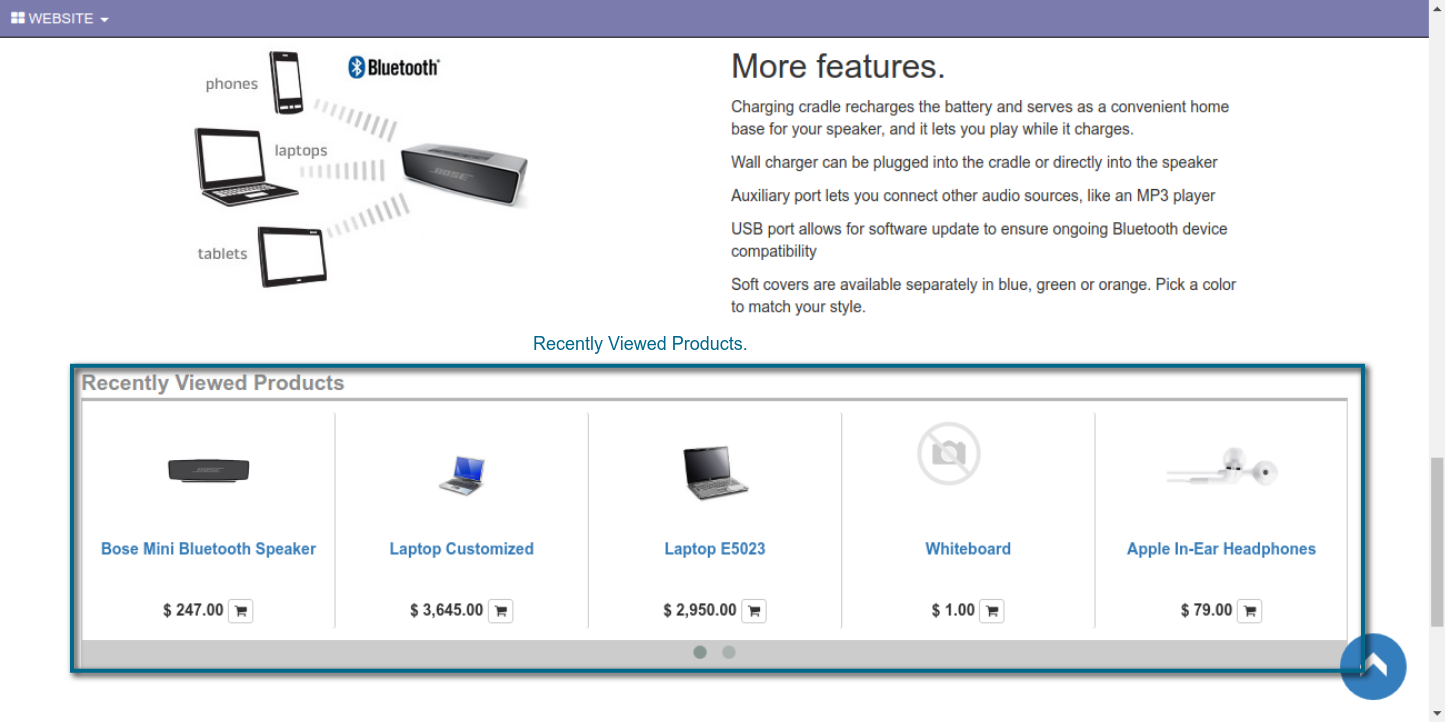 WEBSITE
phones
Bluetooth®
laptops
BOSE
tablets
More features.
Charging cradle recharges the battery and serves as a convenient home
base for your speaker, and it lets you play while it charges.
Wall charger can be plugged into the cradle or directly into the speaker
Auxiliary port lets you connect other audio sources, like an MP3 player
USB port allows for software update to ensure ongoing Bluetooth device
compatibility
Soft covers are available separately in blue, green or orange. Pick a color
to match your style.
Recently Viewed Products.
Recently Viewed Products
BOSE
Bose Mini Bluetooth Speaker
$ 247.00
Laptop Customized
$ 3,645.00
Laptop E5023
$ 2,950.00
Whiteboard
$ 1.00
Apple In-Ear Headphones
$ 79.00